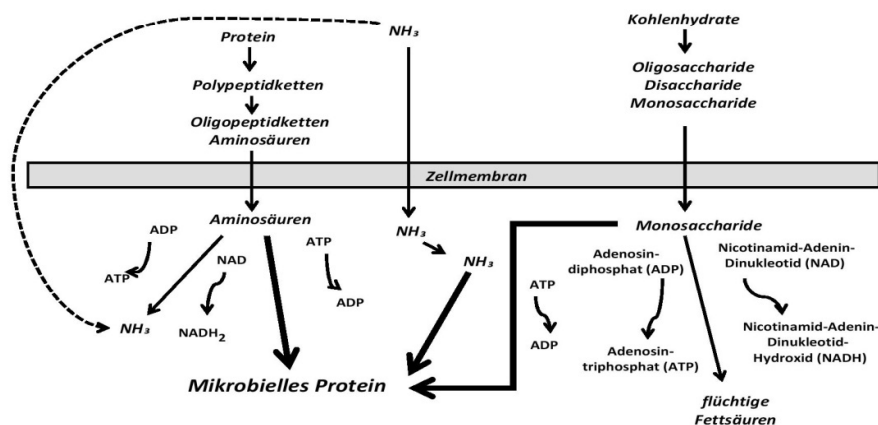 Protein
Polypeptidketten
Oligopeptidketten
Aminosäuren
NH₃
Kohlenhydrate
Oligosaccharide
Disaccharide
Monosaccharide
Zellmembran
Aminosäuren
ADP
ATP
NAD
NADH₂
NH₃
ATP
ADP
NH₃
NH₃
Mikrobielles Protein
Monosaccharide
ATP
ADP
Adenosin-
diphosphat (ADP)
Adenosin-
triphosphat (ATP)
Nicotinamid-Adenin-
Dinukleotid (NAD)
Nicotinamid-Adenin-
Dinukleotid-
Hydroxid (NADH)
flüchtige
Fettsäuren